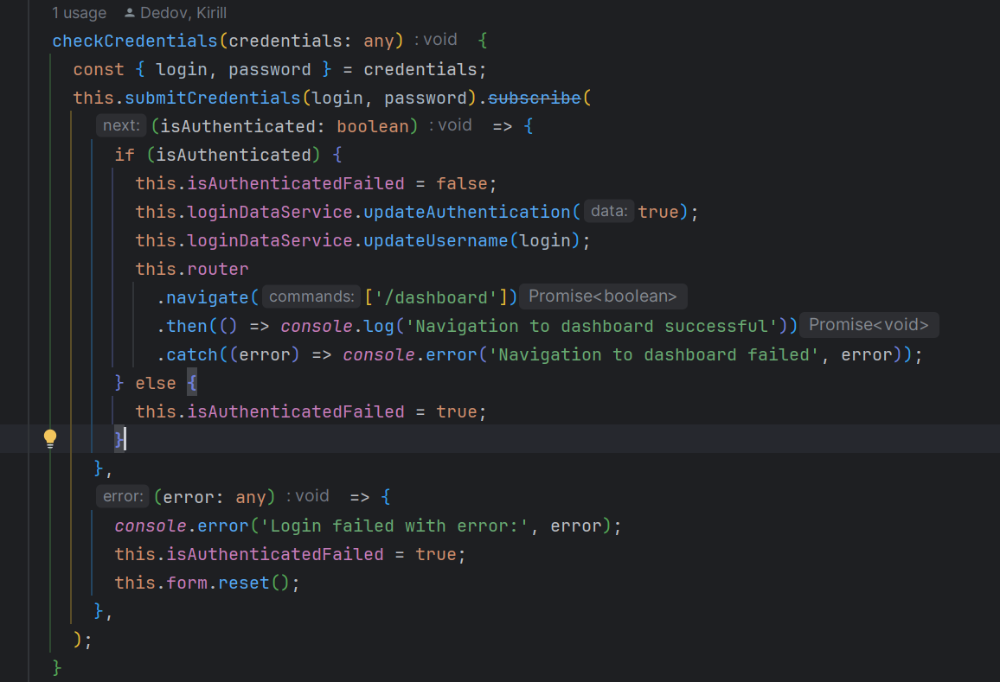 1 usage Dedov, Kirill
checkCredentials(credentials: any) : void {
const { login, password } = credentials;
this.submitCredentials(login, password).subscribe(
next: (isAuthenticated: boolean) : void => {
if (isAuthenticated) {
this.isAuthenticatedFailed = false;
this.loginDataService.updateAuthentication( data: true);
this.loginDataService.updateUsername(login);
this.router
.navigate( commands: ['/dashboard']) Promise<boolean>
.then(() => console.log('Navigation to dashboard successful')) Promise<void>
.catch((error) => console.error('Navigation to dashboard failed', error));
} else {
this.isAuthenticatedFailed = true;
}
},
error: (error: any) : void => {
console.error('Login failed with error:', error);
this.isAuthenticatedFailed = true;
this.form.reset();
},
);
}